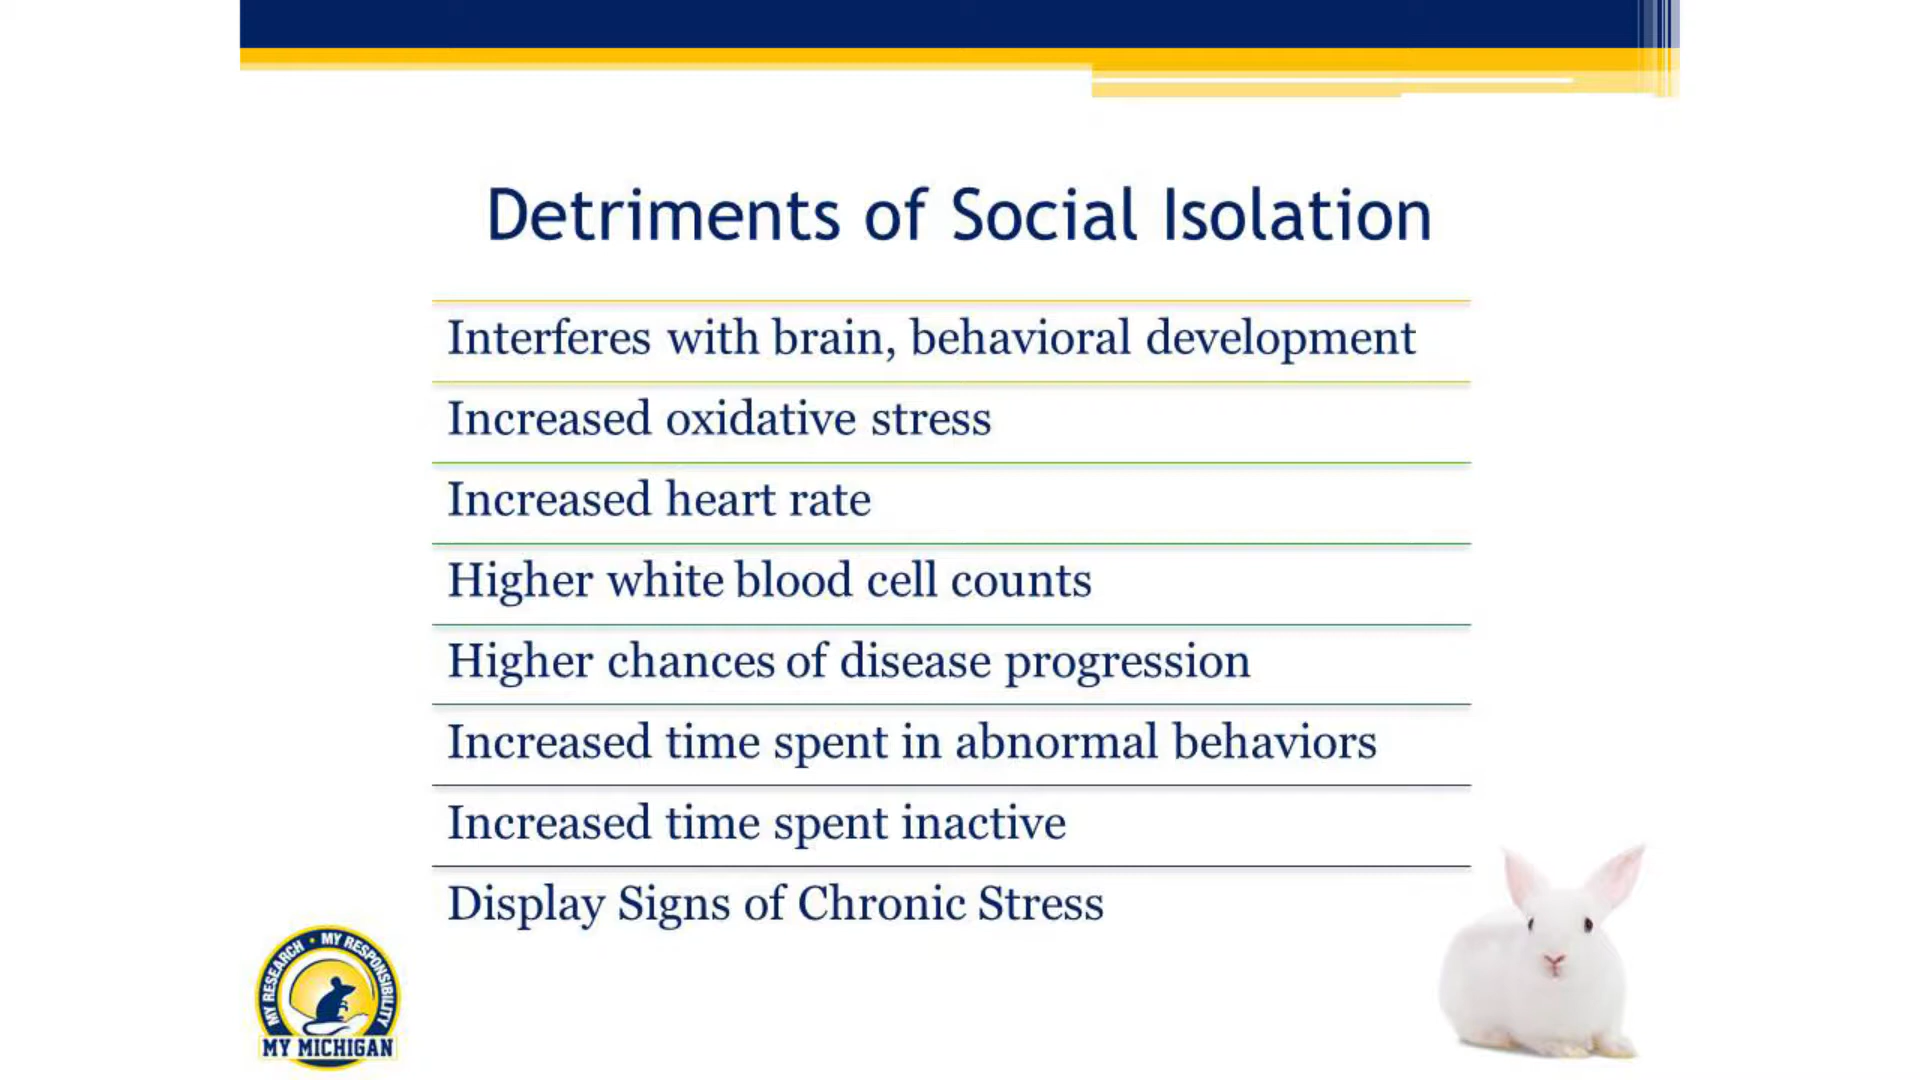 Detriments of Social Isolation
Interferes with brain, behavioral development
Increased oxidative stress
Increased heart rate
Higher white blood cell counts
Higher chances of disease progression
Increased time spent in abnormal behaviors
Increased time spent inactive
Display Signs of Chronic Stress
MY RESEARCH • MY RESPONSIBILITY
MY MICHIGAN